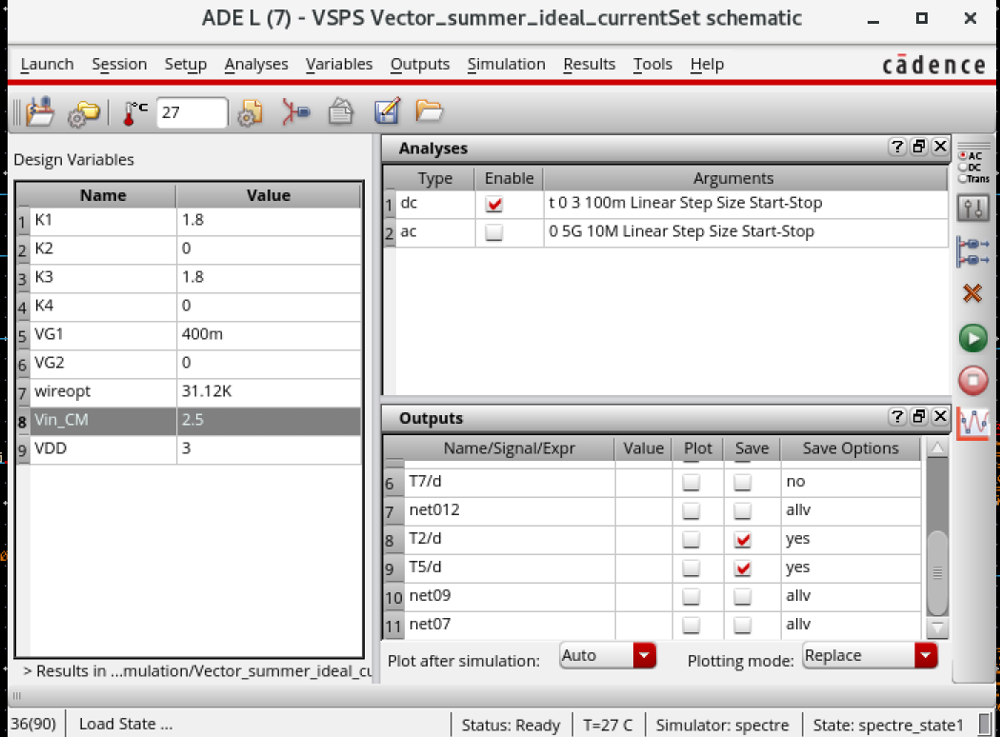 ADE L (7) - VSPS Vector_summer_ideal_currentSet schematic
Launch Session Setup Analyses Variables Outputs Simulation Results Tools Help cādence
°C 27
Design Variables
Name Value
1 K1 1.8
2 K2 0
3 K3 1.8
4 K4 0
5 VG1 400m
6 VG2 0
7 wireopt 31.12K
8 Vin_CM 2.5
9 VDD 3
> Results in ...mulation/Vector_summer_ideal_cu
Analyses
Type Enable Arguments
1 dc t 0 3 100m Linear Step Size Start-Stop
2 ac 0 5G 10M Linear Step Size Start-Stop
AC
DC
Trans
Outputs
Name/Signal/Expr Value Plot Save Save Options
6 T7/d no
7 net012 allv
8 T2/d yes
9 T5/d yes
10 net09 allv
11 net07 allv
Plot after simulation: Auto Plotting mode: Replace
36(90) Load State ... Status: Ready T=27 C Simulator: spectre State: spectre_state1